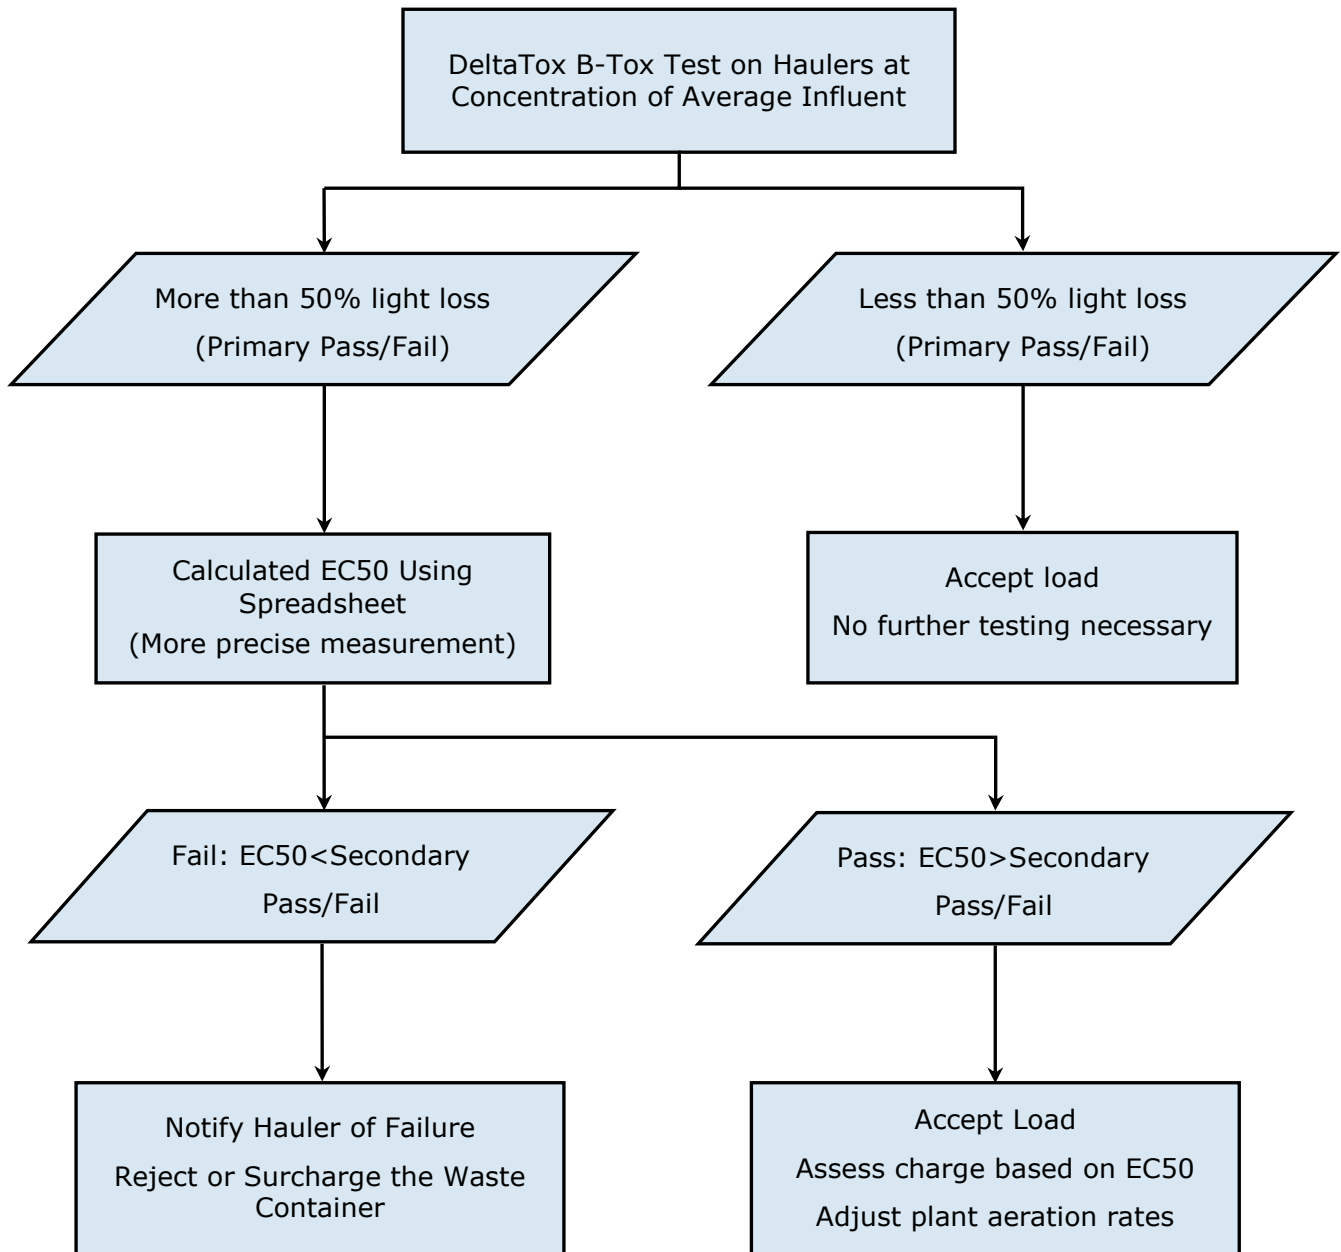 DeltaTox B-Tox Test on Haulers at
Concentration of Average Influent
More than 50% light loss
(Primary Pass/Fail)
Less than 50% light loss
(Primary Pass/Fail)
Calculated EC50 Using
Spreadsheet
(More precise measurement)
Accept load
No further testing necessary
Fail: EC50<Secondary
Pass/Fail
Pass: EC50>Secondary
Pass/Fail
Notify Hauler of Failure
Reject or Surcharge the Waste
Container
Accept Load
Assess charge based on EC50
Adjust plant aeration rates